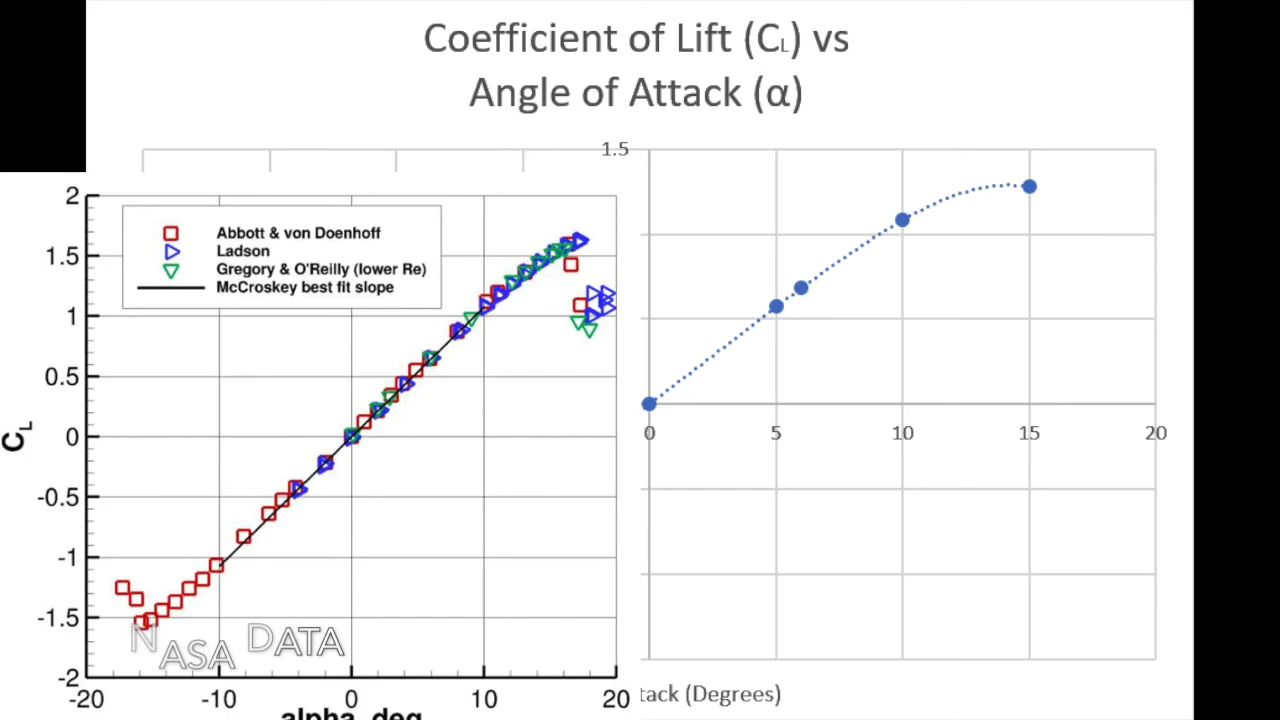 Coefficient of Lift (CL) vs
Angle of Attack (α)
1.5
0
5
10
15
20
tack (Degrees)
2
1.5
1
0.5
0
-0.5
-1
-1.5
-2
CL
Abbott & von Doenhoff
Ladson
Gregory & O'Reilly (lower Re)
McCroskey best fit slope
NASA DATA
-20
-10
0
10
20
alpha, deg